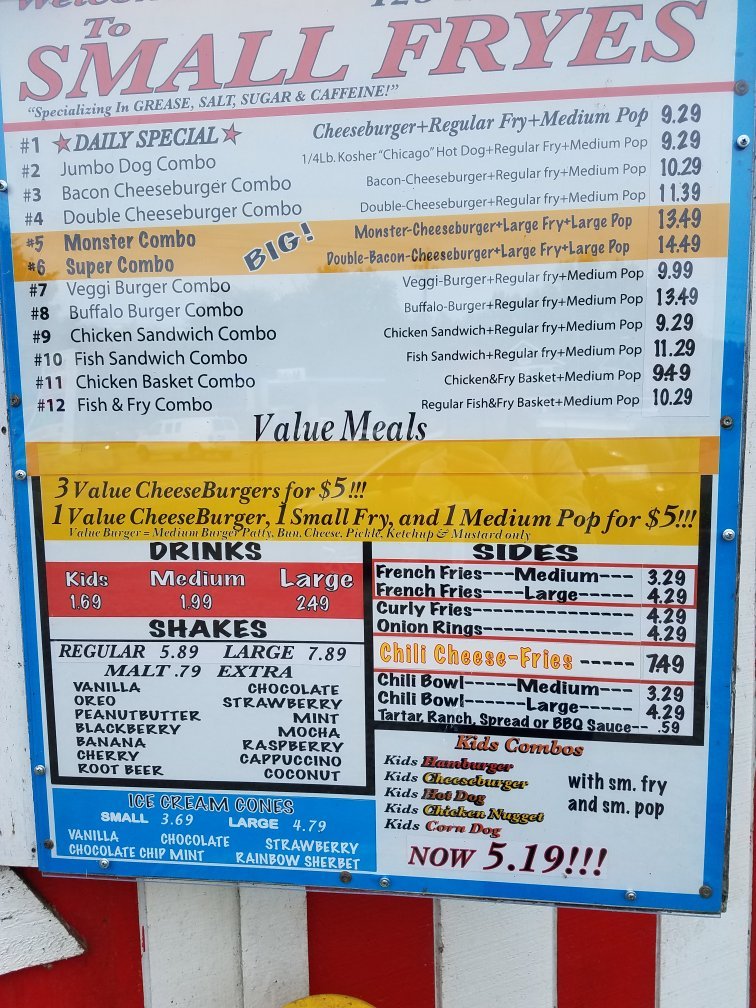 Welcome
To
SMALL FRYES
"Specializing In GREASE, SALT, SUGAR & CAFFEINE!"
#1 ★DAILY SPECIAL★ Cheeseburger+Regular Fry+Medium Pop 9.29
#2 Jumbo Dog Combo 1/4Lb. Kosher "Chicago" Hot Dog+Regular fry+Medium Pop 9.29
#3 Bacon Cheeseburger Combo Bacon-Cheeseburger+Regular fry+Medium Pop 10.29
#4 Double Cheeseburger Combo Double-Cheeseburger+Regular fry+Medium Pop 11.39
#5 Monster Combo BIG! Monster-Cheeseburger+Large Fry+Large Pop 13.49
#6 Super Combo Double-Bacon-Cheeseburger+Large Fry+Large Pop 14.49
#7 Veggi Burger Combo Veggi-Burger+Regular fry+Medium Pop 9.99
#8 Buffalo Burger Combo Buffalo-Burger+Regular fry+Medium Pop 13.49
#9 Chicken Sandwich Combo Chicken Sandwich+Regular fry+Medium Pop 9.29
#10 Fish Sandwich Combo Fish Sandwich+Regular fry+Medium Pop 11.29
#11 Chicken Basket Combo Chicken&Fry Basket+Medium Pop 9.49
#12 Fish & Fry Combo Regular Fish&Fry Basket+Medium Pop 10.29
Value Meals
3 Value CheeseBurgers for $5!!!
1 Value CheeseBurger, 1 Small Fry, and 1 Medium Pop for $5!!!
Value Burger = Medium Burger Patty, Bun, Cheese, Pickle, Ketchup & Mustard only
DRINKS
Kids Medium Large
1.69 1.99 2.49
SHAKES
REGULAR 5.89 LARGE 7.89
MALT .79 EXTRA
VANILLA CHOCOLATE
OREO STRAWBERRY
PEANUTBUTTER MINT
BLACKBERRY MOCHA
BANANA RASPBERRY
CHERRY CAPPUCCINO
ROOT BEER COCONUT
ICE CREAM CONES
SMALL 3.69 LARGE 4.79
VANILLA CHOCOLATE STRAWBERRY
CHOCOLATE CHIP MINT RAINBOW SHERBET
SIDES
French Fries----Medium--- 3.29
French Fries----Large----- 4.29
Curly Fries----------------- 4.29
Onion Rings---------------- 4.29
Chili Cheese-Fries ----- 7.49
Chili Bowl------Medium--- 3.29
Chili Bowl-------Large----- 4.29
Tartar, Ranch, Spread or BBQ Sauce-- .59
Kids Combos
Kids Hamburger
Kids Cheeseburger with sm. fry
Kids Hot Dog and sm. pop
Kids Chicken Nugget
Kids Corn Dog
NOW 5.19!!!